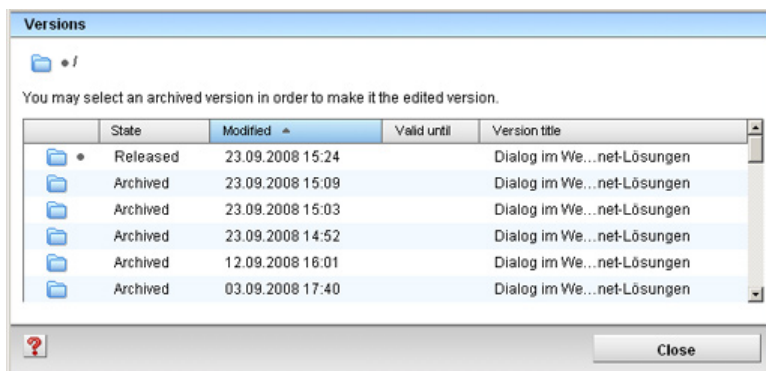 Versions
/
You may select an archived version in order to make it the edited version.
State Modified Valid until Version title
Released 23.09.2008 15:24 Dialog im We...net-Lösungen
Archived 23.09.2008 15:09 Dialog im We...net-Lösungen
Archived 23.09.2008 15:03 Dialog im We...net-Lösungen
Archived 23.09.2008 14:52 Dialog im We...net-Lösungen
Archived 12.09.2008 16:01 Dialog im We...net-Lösungen
Archived 03.09.2008 17:40 Dialog im We...net-Lösungen
? Close